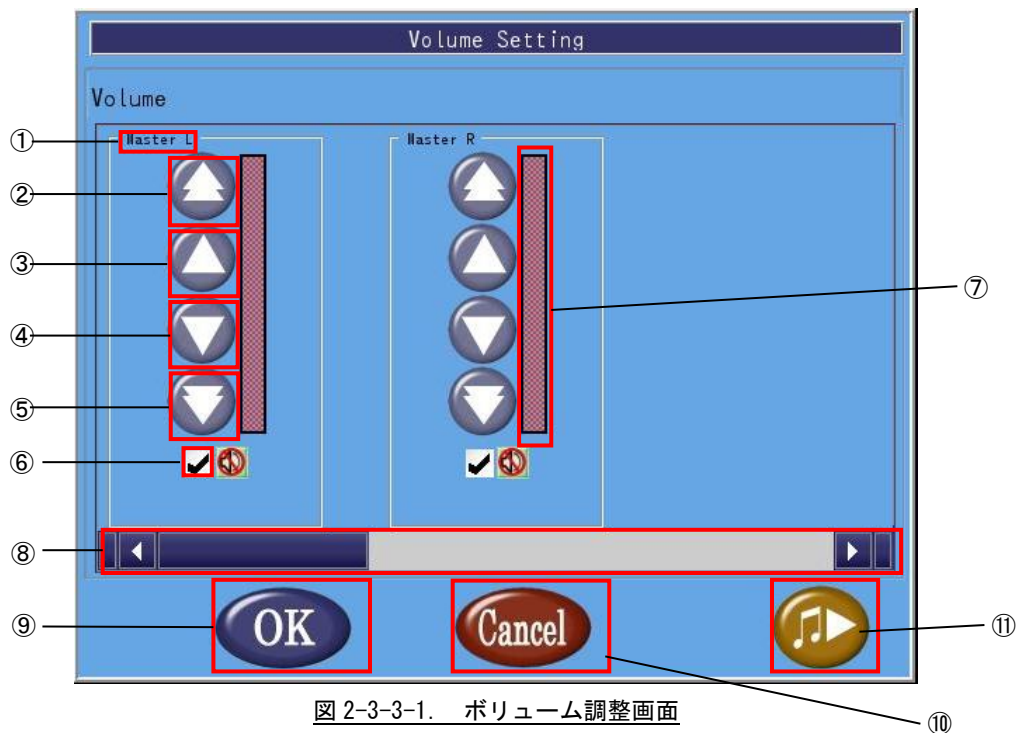 Volume Setting
Volume
① Master L Master R
②
③
⑦
④
⑤
⑥
⑧
⑨ OK Cancel ⑪
図 2-3-3-1. ボリューム調整画面
⑩